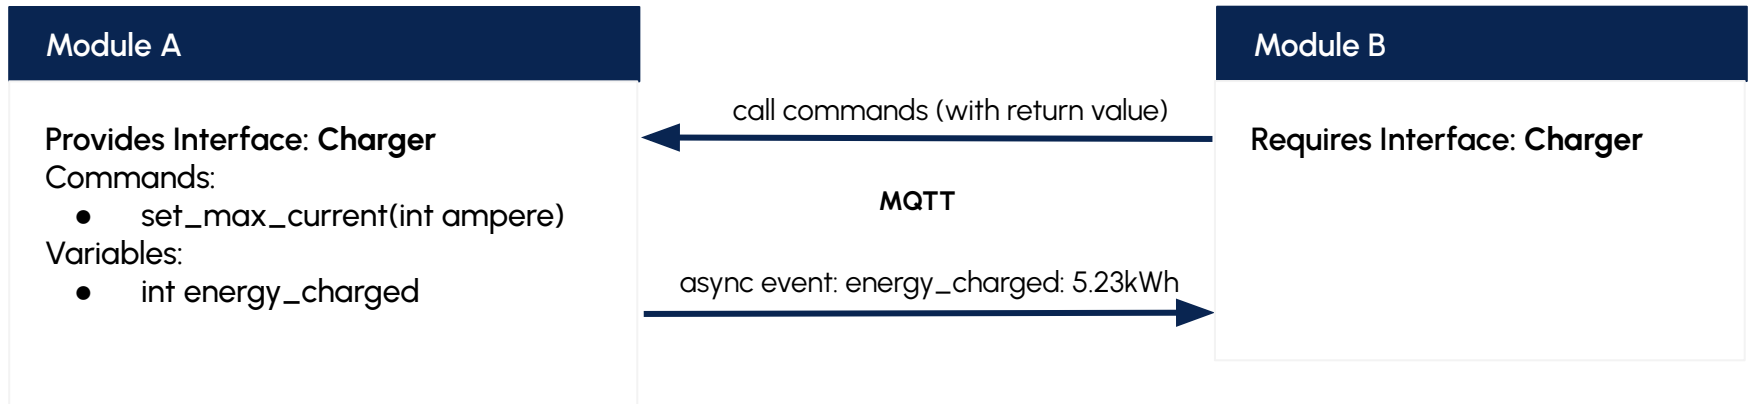 Module A
Provides Interface: Charger
Commands:
● set_max_current(int ampere)
Variables:
● int energy_charged
call commands (with return value)
MQTT
async event: energy_charged: 5.23kWh
Module B
Requires Interface: Charger